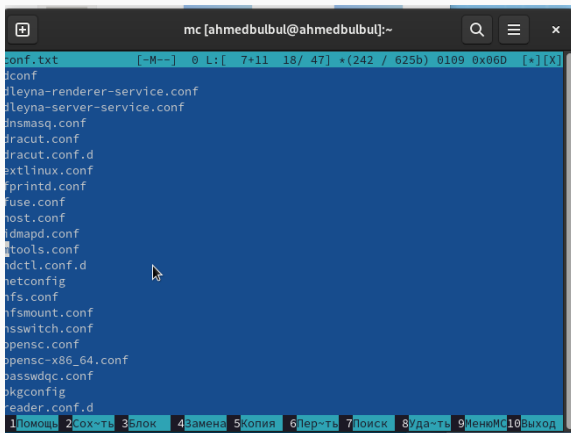 mc [ahmedbulbul@ahmedbulbul]:~
conf.txt [-M--] 0 L:[ 7+11 18/ 47] *(242 / 625b) 0109 0x06D [*][X]
dconf
dleyna-renderer-service.conf
dleyna-server-service.conf
dnsmasq.conf
dracut.conf
dracut.conf.d
extlinux.conf
fprintd.conf
fuse.conf
host.conf
idmapd.conf
mtools.conf
ndctl.conf.d
netconfig
nfs.conf
nfsmount.conf
nsswitch.conf
opensc.conf
opensc-x86_64.conf
passwdqc.conf
pkgconfig
reader.conf.d
1Помощь 2Сох~ть 3Блок 4Замена 5Копия 6Пер~ть 7Поиск 8Уда~ть 9МенюMC10Выход